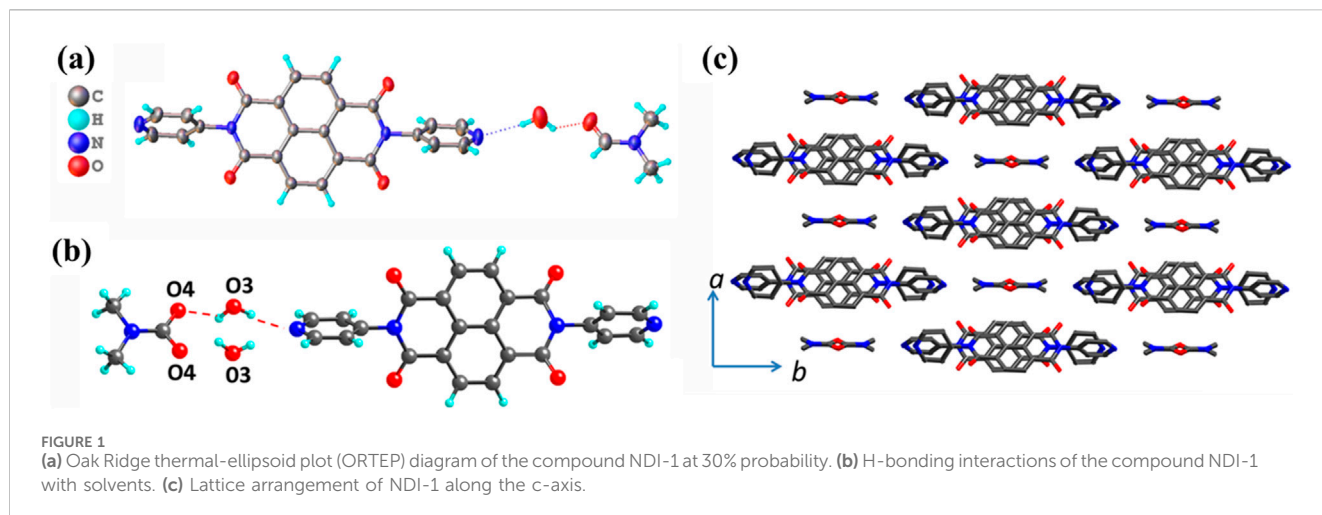 (a)
C
H
N
O
(b)
O4
O3
O4
03
(c)
a
b
FIGURE 1
(a) Oak Ridge thermal-ellipsoid plot (ORTEP) diagram of the compound NDI-1 at 30% probability. (b) H-bonding interactions of the compound NDI-1
with solvents. (c) Lattice arrangement of NDI-1 along the c-axis.